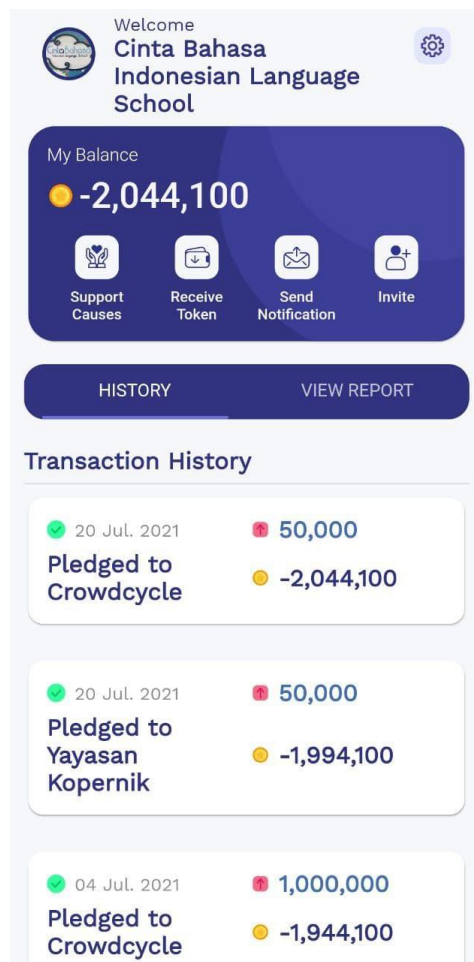 Welcome
Cinta Bahasa
Indonesian Language
School
My Balance
-2,044,100
Support
Causes
Receive
Token
Send
Notification
Invite
HISTORY
VIEW REPORT
Transaction History
20 Jul. 2021
50,000
Pledged to
Crowdcycle
-2,044,100
20 Jul. 2021
50,000
Pledged to
Yayasan
Kopernik
-1,994,100
04 Jul. 2021
1,000,000
Pledged to
Crowdcycle
-1,944,100